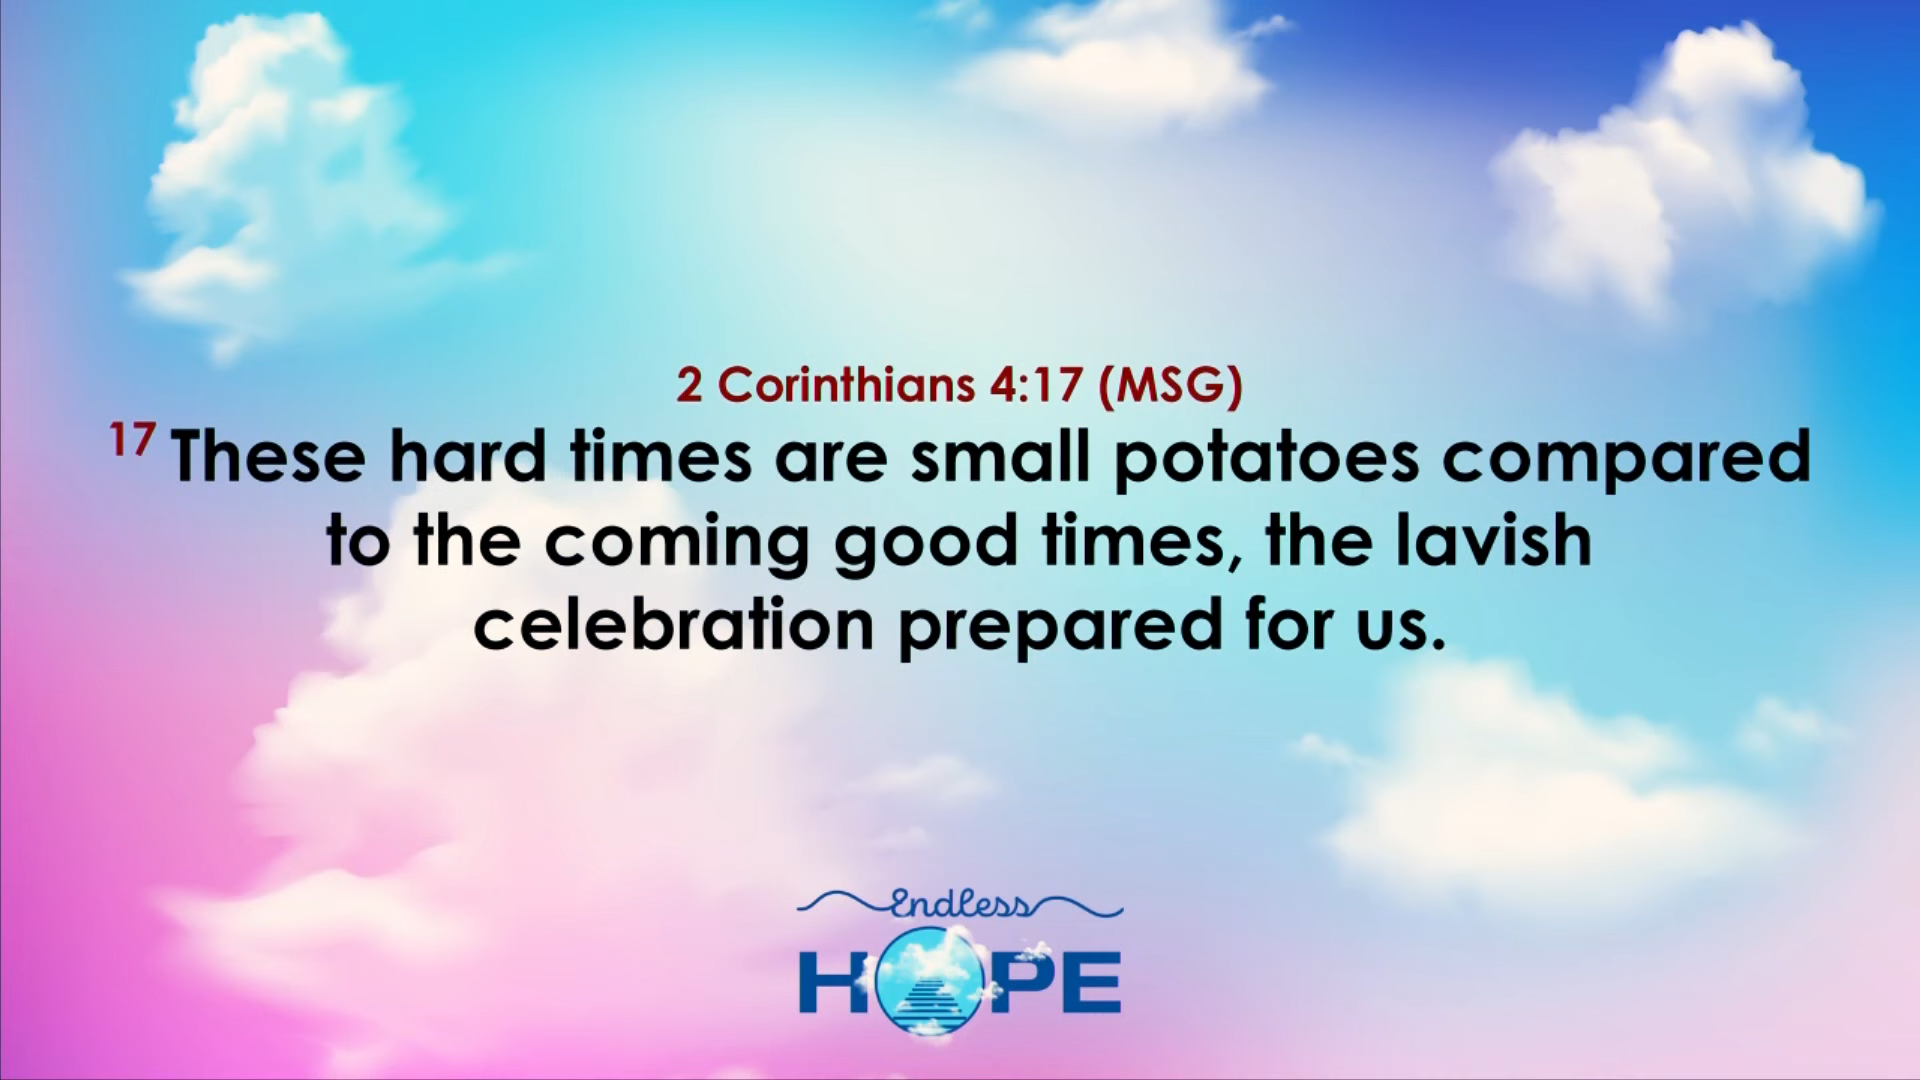 2 Corinthians 4:17 (MSG)
17 These hard times are small potatoes compared
to the coming good times, the lavish
celebration prepared for us.
Endless
HOPE